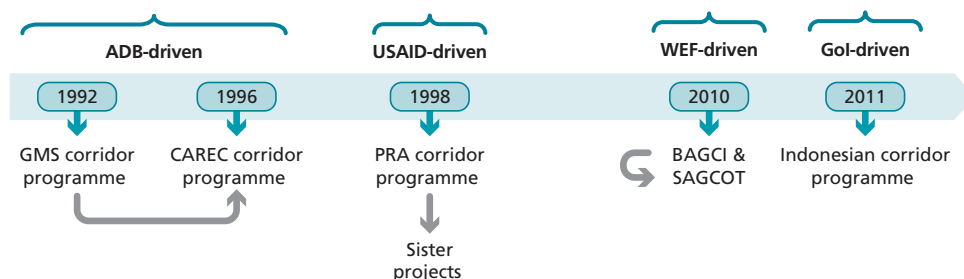 ADB-driven USAID-driven WEF-driven GoI-driven
1992 1996 1998 2010 2011
GMS corridor
programme
CAREC corridor
programme
PRA corridor
programme
BAGCI &
SAGCOT
Indonesian corridor
programme
Sister
projects